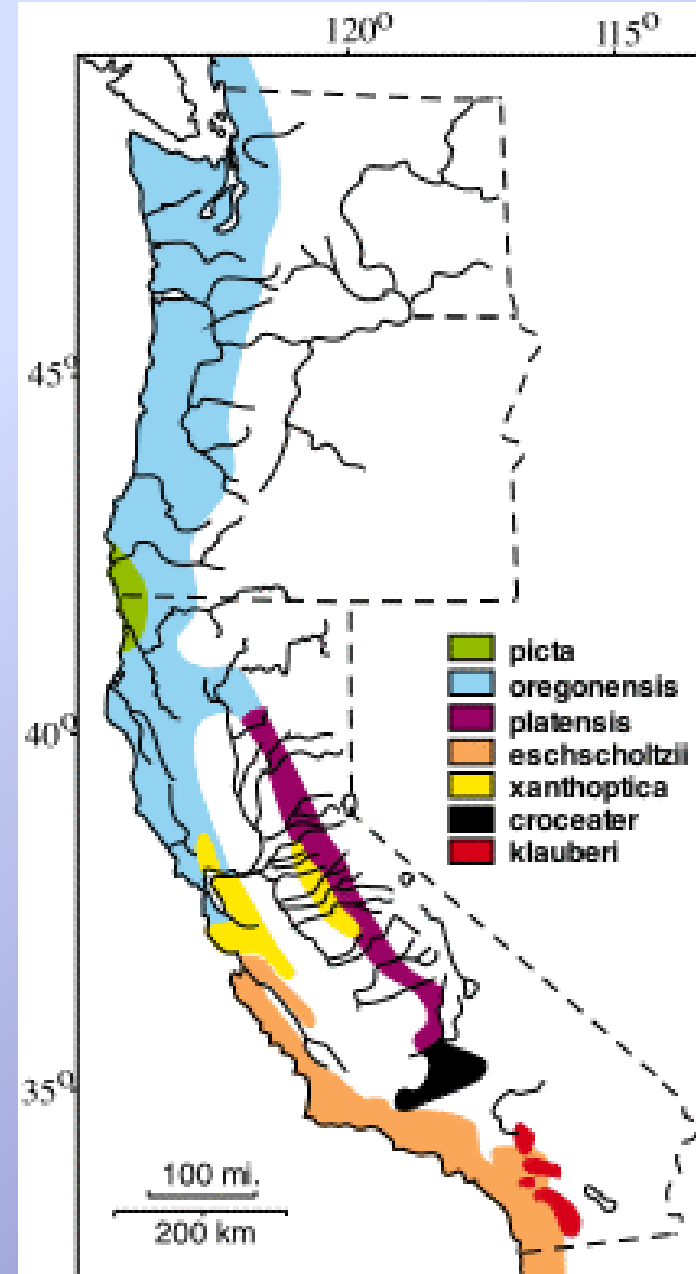 120⁰ 115⁰
45⁰
picta
oregonensis
platensis
40⁰
eschscholtzii
xanthoptica
croceater
klauberi
35⁰
100 mi.
200 km